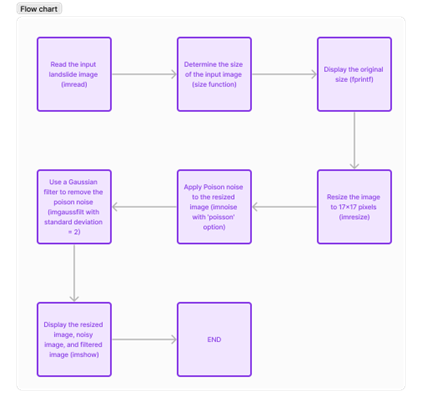 Flow chart
Read the input
landslide image
(imread)
Determine the size
of the input image
(size function)
Display the original
size (fprintf)
Use a Gaussian
filter to remove the
poison noise
(imgaussfilt with
standard deviation
= 2)
Apply Poison noise
to the resized
image (imnoise
with 'poisson'
option)
Resize the image
to 17×17 pixels
(imresize)
Display the resized
image, noisy
image, and filtered
image (imshow)
END